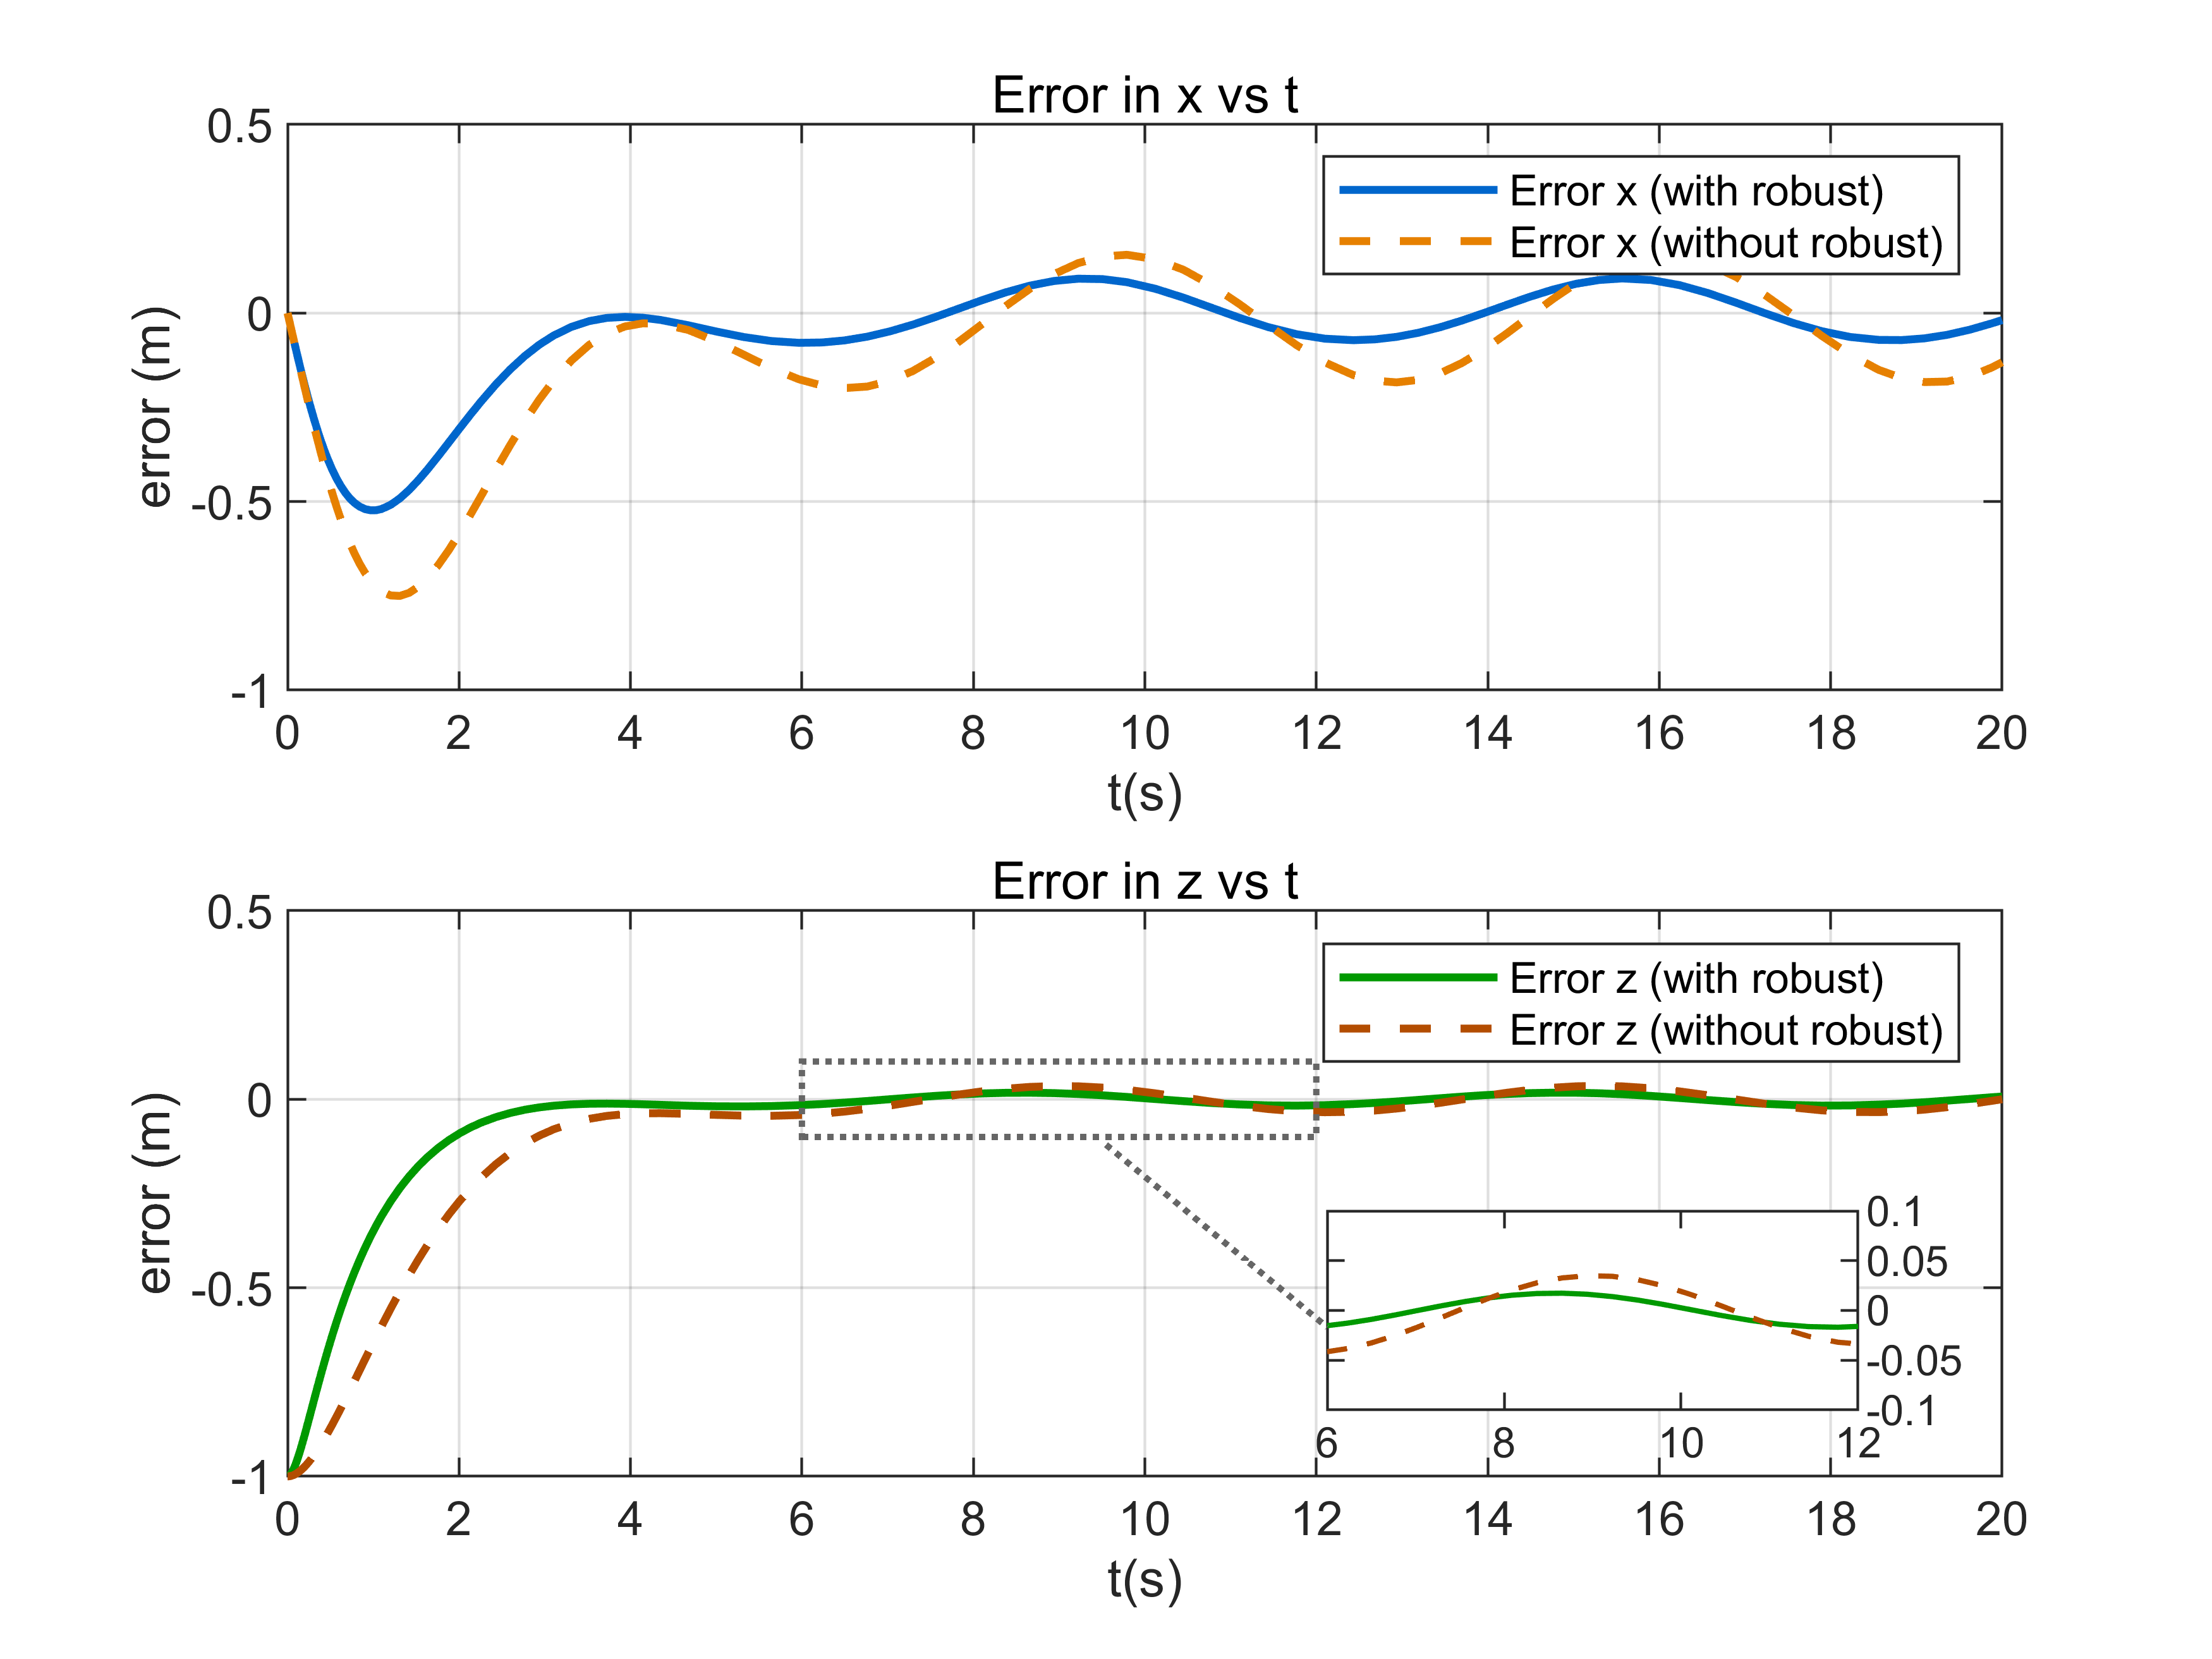 Error in x vs t
0.5
0
-0.5
-1
error (m)
Error x (with robust)
Error x (without robust)
0 2 4 6 8 10 12 14 16 18 20
t(s)
Error in z vs t
0.5
0
-0.5
-1
error (m)
Error z (with robust)
Error z (without robust)
0.1
0.05
0
-0.05
-0.1
6 8 10 12
0 2 4 6 8 10 12 14 16 18 20
t(s)